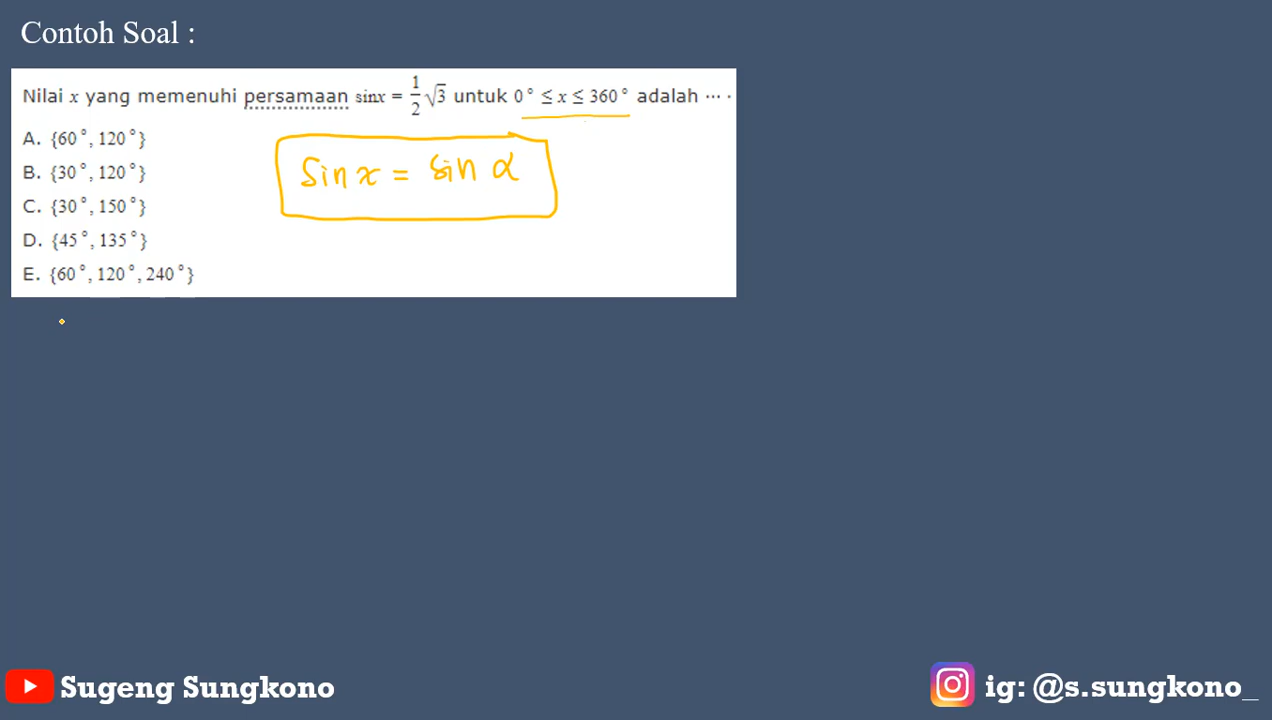 Contoh Soal :
Nilai x yang memenuhi persamaan sinx = 1/2 √3 untuk 0° ≤ x ≤ 360° adalah ⋯ .
A. {60°, 120°}
B. {30°, 120°}
C. {30°, 150°}
D. {45°, 135°}
E. {60°, 120°, 240°}
Sin x = sin α
Sugeng Sungkono
ig: @s.sungkono_